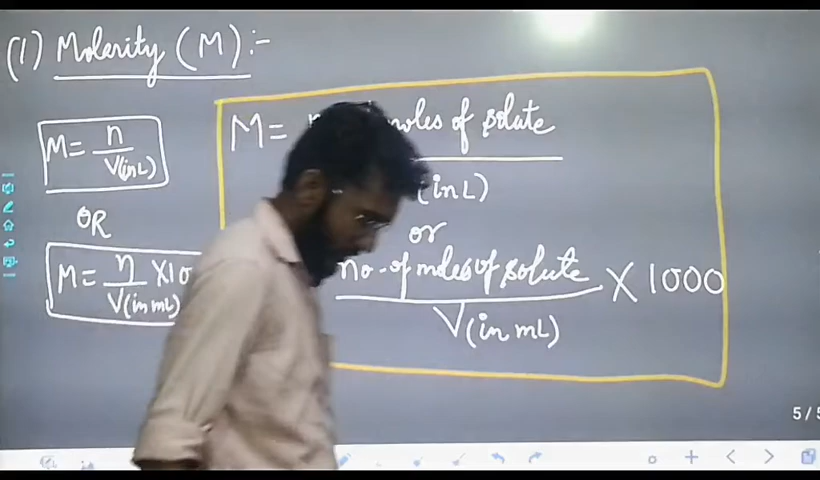 (1) Molarity (M) :-
M = n / V(in L)
OR
M = n / V(in mL) X10
M = moles of solute
(in L)
or
no. of moles of solute X 1000
V (in mL)
5/5